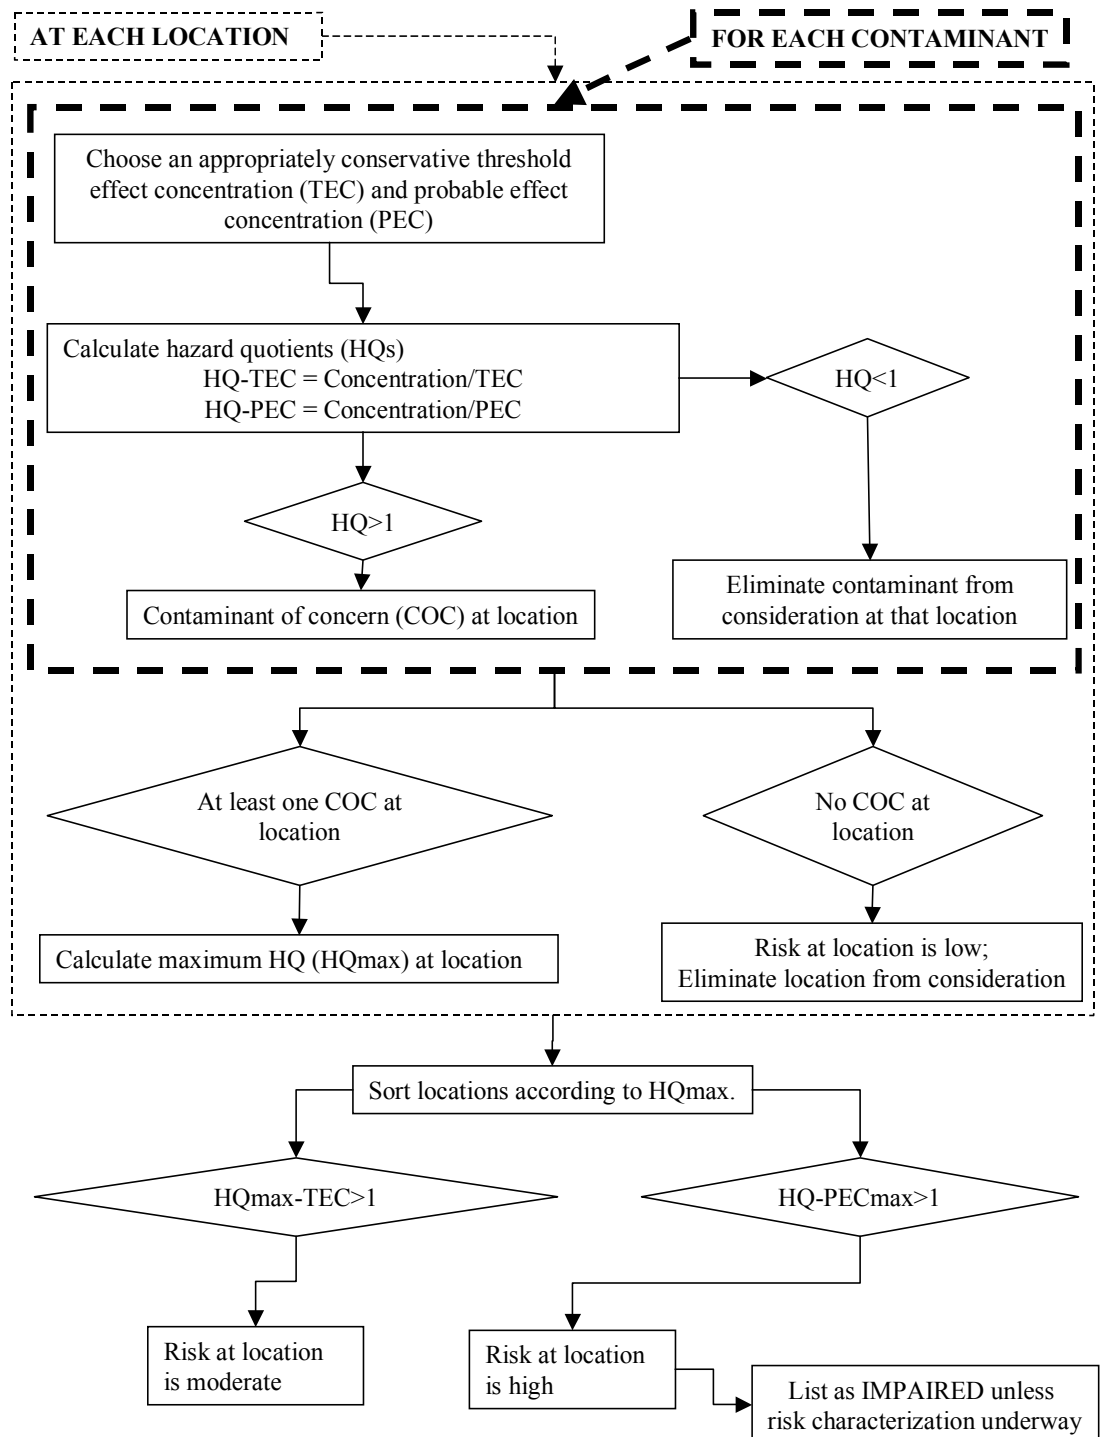 AT EACH LOCATION
FOR EACH CONTAMINANT
Choose an appropriately conservative threshold
effect concentration (TEC) and probable effect
concentration (PEC)
Calculate hazard quotients (HQs)
HQ-TEC = Concentration/TEC
HQ-PEC = Concentration/PEC
HQ<1
HQ>1
Contaminant of concern (COC) at location
Eliminate contaminant from
consideration at that location
At least one COC at
location
No COC at
location
Calculate maximum HQ (HQmax) at location
Risk at location is low;
Eliminate location from consideration
Sort locations according to HQmax.
HQmax-TEC>1
HQ-PECmax>1
Risk at location
is moderate
Risk at location
is high
List as IMPAIRED unless
risk characterization underway